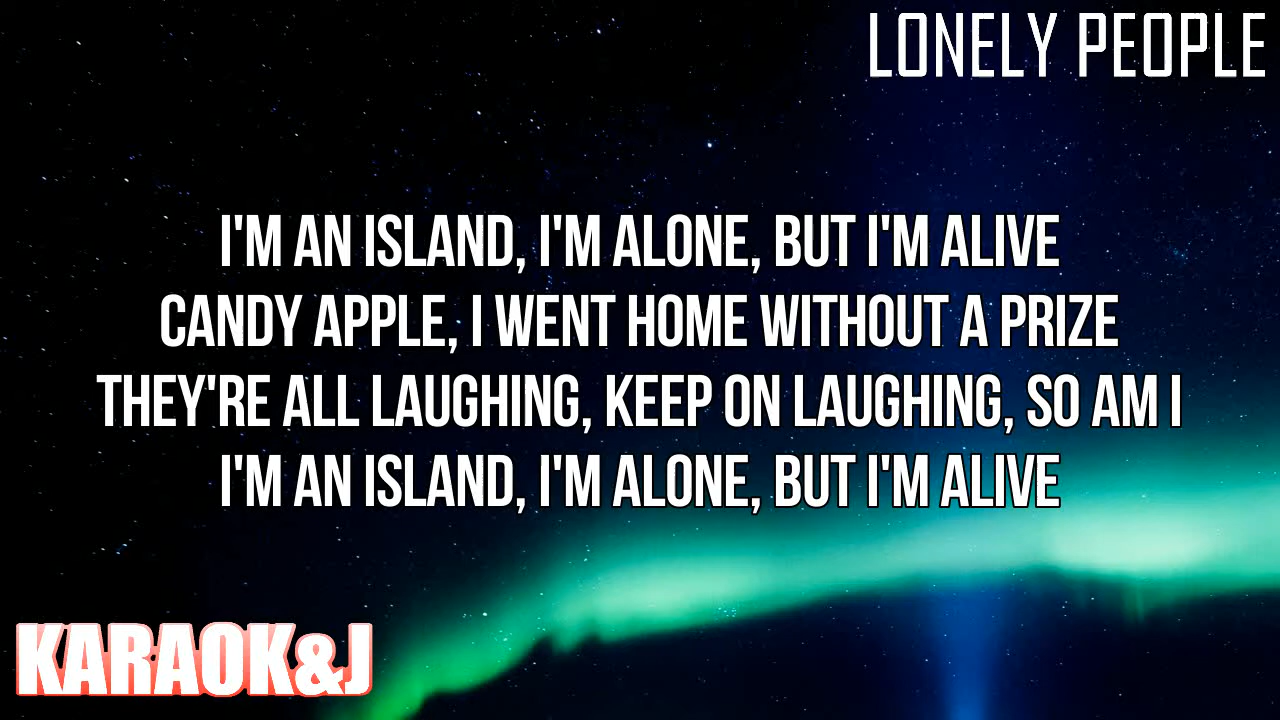 LONELY PEOPLE
I'M AN ISLAND, I'M ALONE, BUT I'M ALIVE
CANDY APPLE, I WENT HOME WITHOUT A PRIZE
THEY'RE ALL LAUGHING, KEEP ON LAUGHING, SO AM I
I'M AN ISLAND, I'M ALONE, BUT I'M ALIVE
KARAOK&J